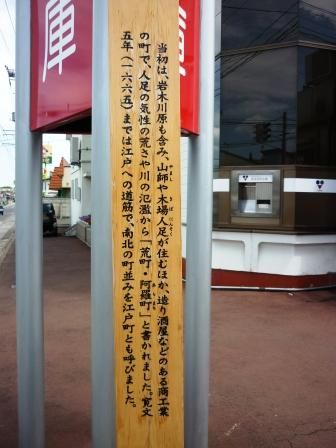 庫
当初は、岩木川原も含み、山師や木場人足が住むほか、造り酒屋などのある商工業
の町で、人足の気性の荒さや川の氾濫から「荒町・阿羅町」と書かれました。寛文
五年(一六六五)までは江戸への道筋で、南北の町並みを江戸町とも呼びました。